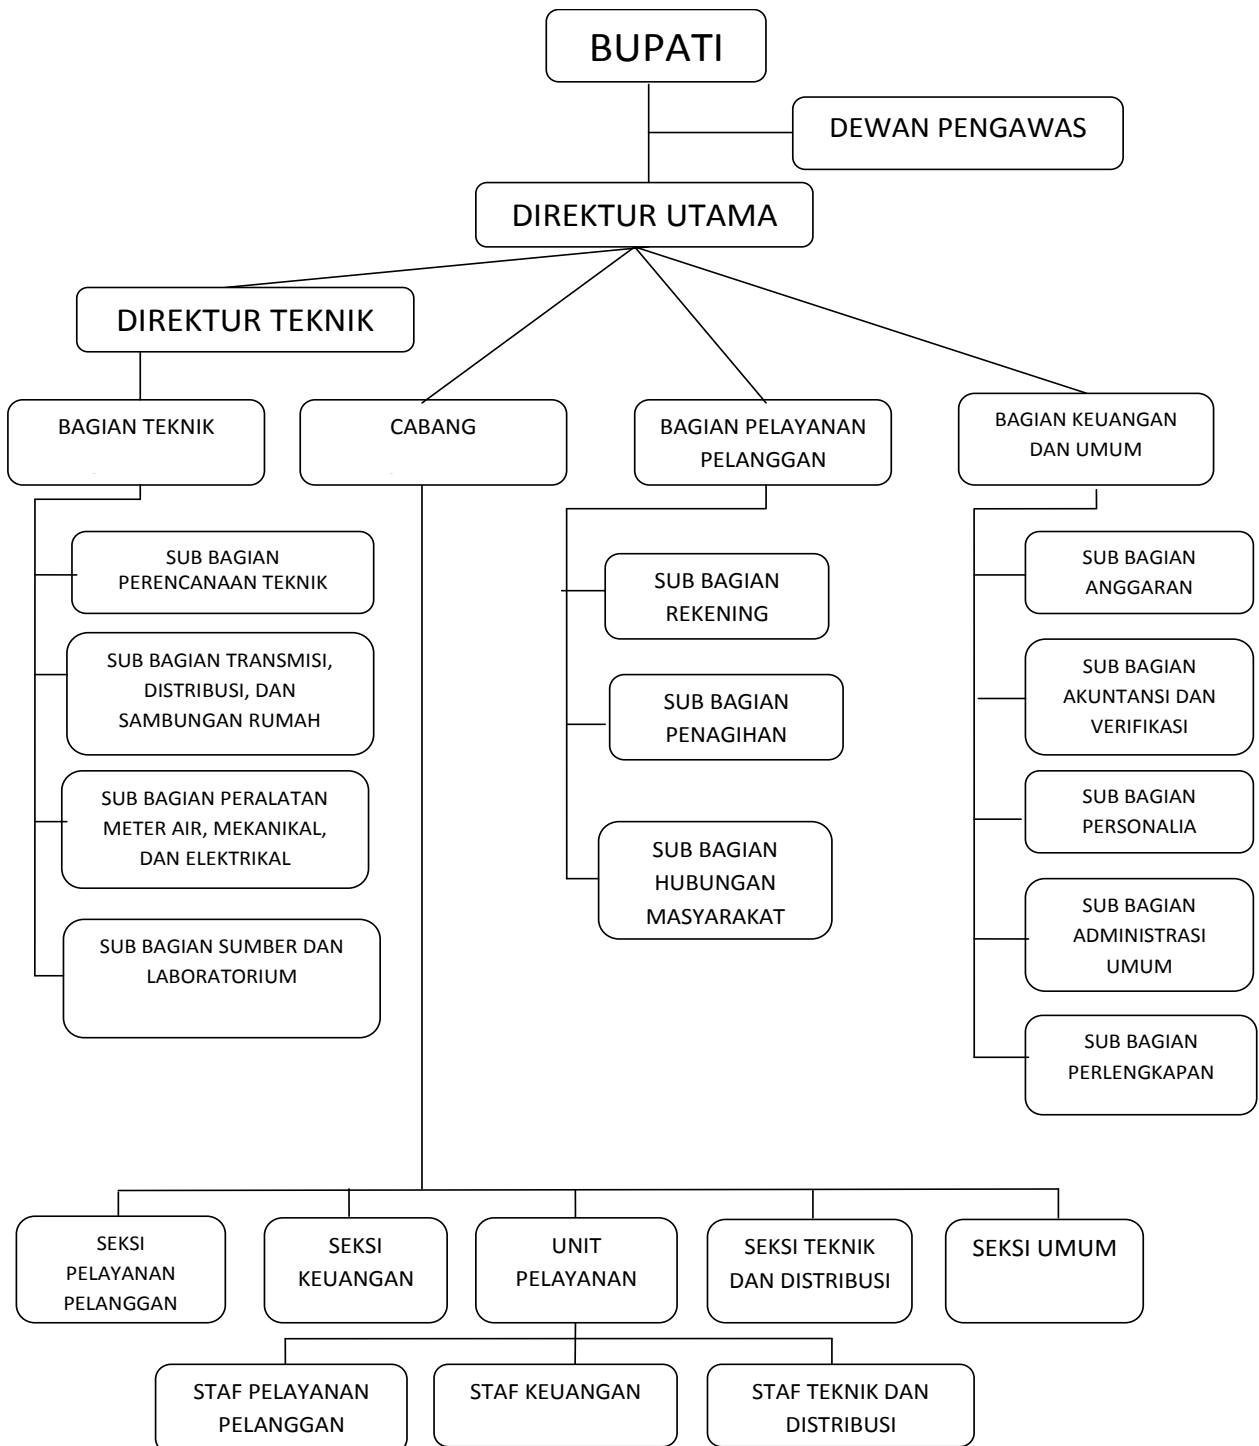 BUPATI
DEWAN PENGAWAS
DIREKTUR UTAMA
DIREKTUR TEKNIK
BAGIAN TEKNIK
CABANG
BAGIAN PELAYANAN
PELANGGAN
BAGIAN KEUANGAN
DAN UMUM
SUB BAGIAN
PERENCANAAN TEKNIK
SUB BAGIAN TRANSMISI,
DISTRIBUSI, DAN
SAMBUNGAN RUMAH
SUB BAGIAN PERALATAN
METER AIR, MEKANIKAL,
DAN ELEKTRIKAL
SUB BAGIAN SUMBER DAN
LABORATORIUM
SUB BAGIAN
REKENING
SUB BAGIAN
PENAGIHAN
SUB BAGIAN
HUBUNGAN
MASYARAKAT
SUB BAGIAN
ANGGARAN
SUB BAGIAN
AKUNTANSI DAN
VERIFIKASI
SUB BAGIAN
PERSONALIA
SUB BAGIAN
ADMINISTRASI
UMUM
SUB BAGIAN
PERLENGKAPAN
SEKSI
PELAYANAN
PELANGGAN
SEKSI
KEUANGAN
UNIT
PELAYANAN
SEKSI TEKNIK
DAN DISTRIBUSI
SEKSI UMUM
STAF PELAYANAN
PELANGGAN
STAF KEUANGAN
STAF TEKNIK DAN
DISTRIBUSI